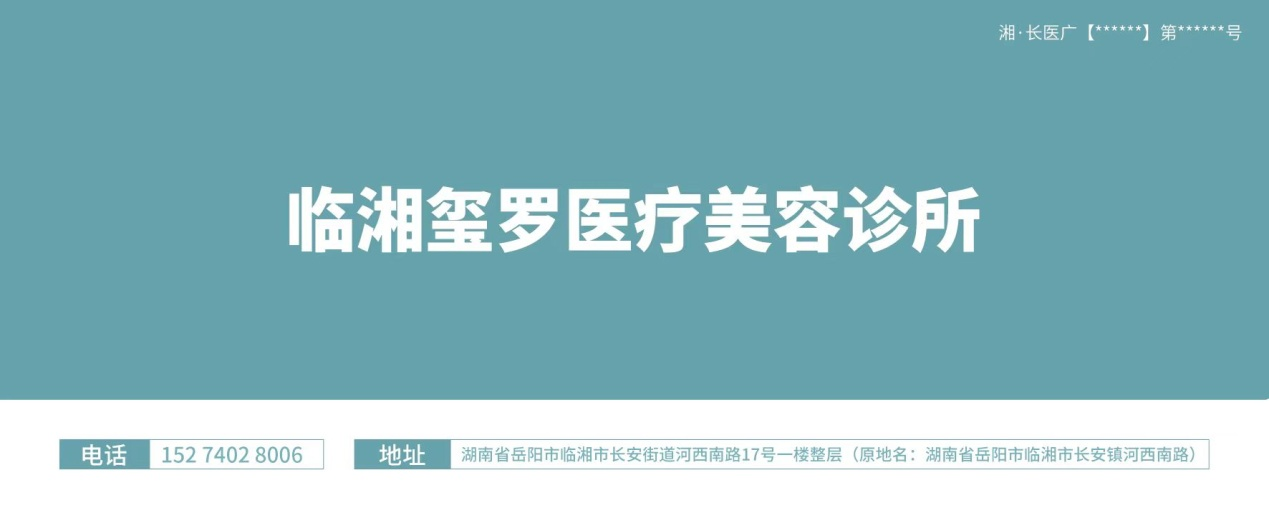 湘·长医广【******】第******号
临湘玺罗医疗美容诊所
电话 152 7402 8006 地址 湖南省岳阳市临湘市长安街道河西南路17号一楼整层（原地名：湖南省岳阳市临湘市长安镇河西南路）